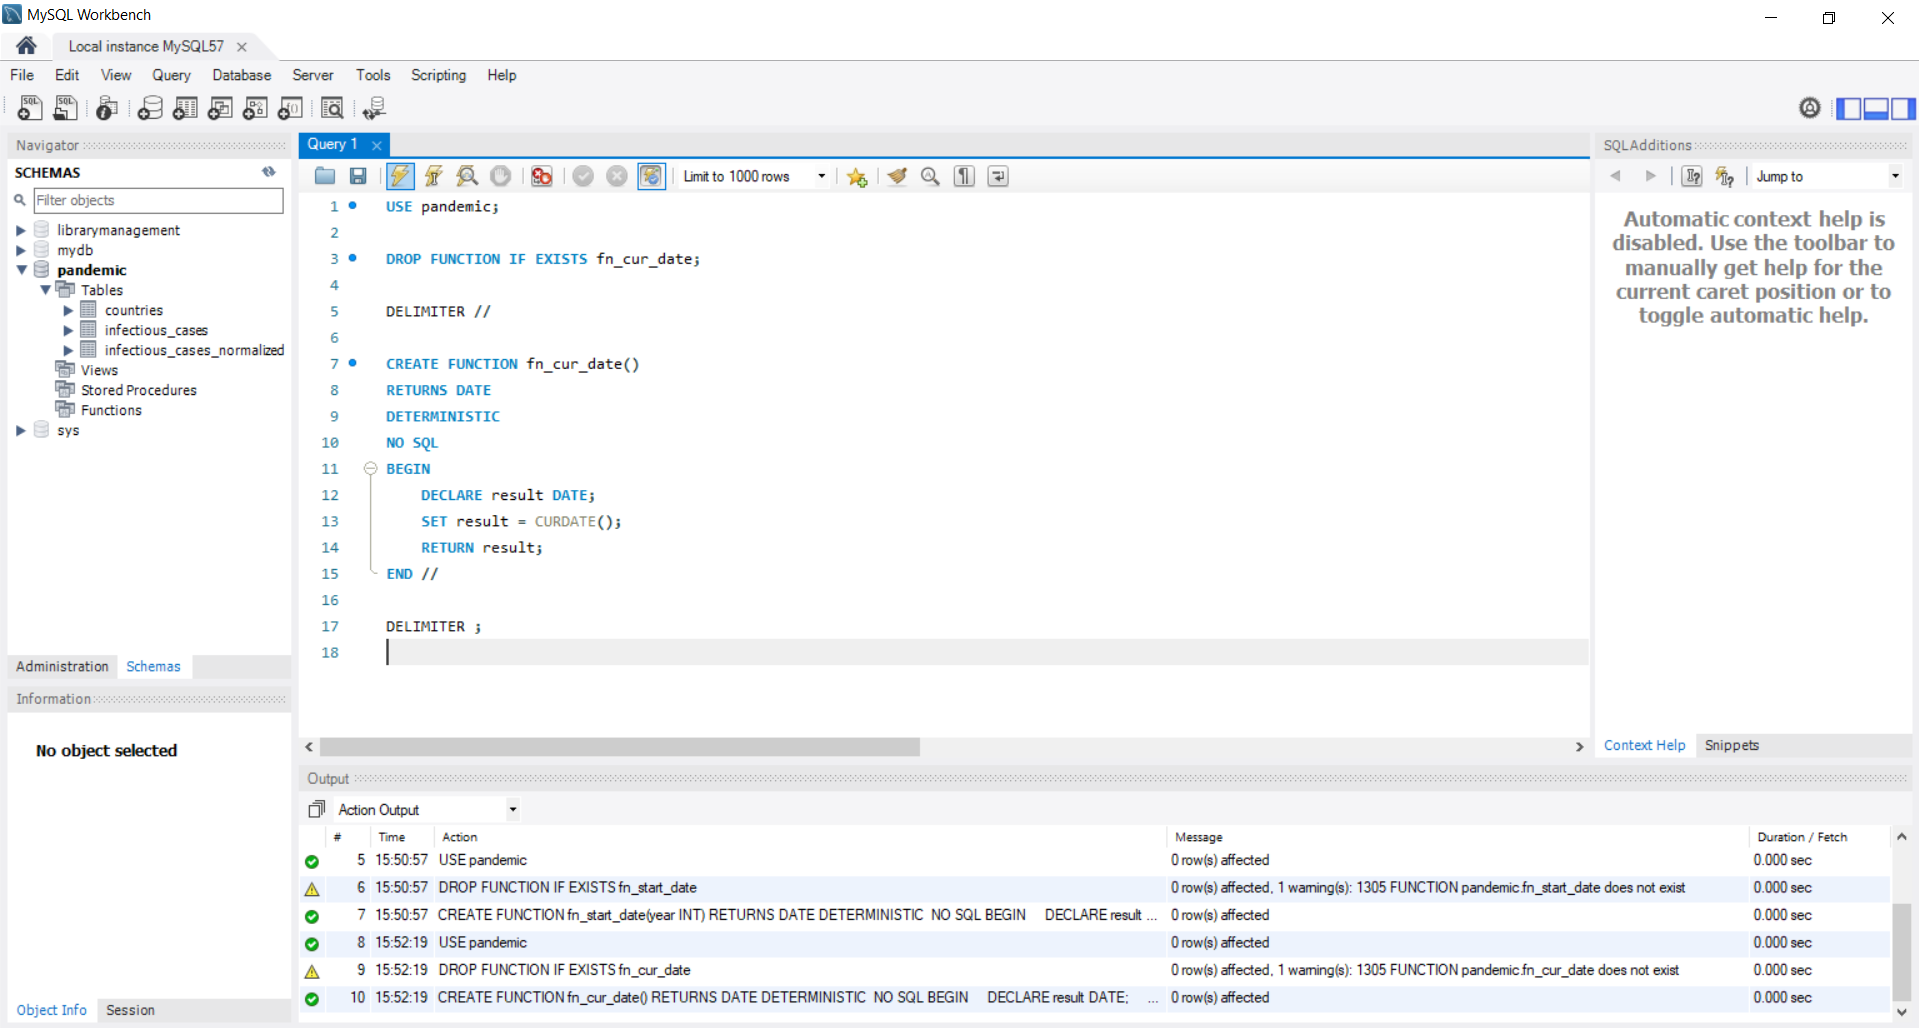 MySQL Workbench
Local instance MySQL57
File Edit View Query Database Server Tools Scripting Help
Navigator
SCHEMAS
Filter objects
librarymanagement
mydb
pandemic
Tables
countries
infectious_cases
infectious_cases_normalized
Views
Stored Procedures
Functions
sys
Administration Schemas
Information
No object selected
Object Info Session
Query 1
Limit to 1000 rows
1 USE pandemic;
2
3 DROP FUNCTION IF EXISTS fn_cur_date;
4
5 DELIMITER //
6
7 CREATE FUNCTION fn_cur_date()
8 RETURNS DATE
9 DETERMINISTIC
10 NO SQL
11 BEGIN
12 DECLARE result DATE;
13 SET result = CURDATE();
14 RETURN result;
15 END //
16
17 DELIMITER ;
18
SQLAdditions
Jump to
Automatic context help is
disabled. Use the toolbar to
manually get help for the
current caret position or to
toggle automatic help.
Context Help Snippets
Output
Action Output
# Time Action Message Duration / Fetch
5 15:50:57 USE pandemic 0 row(s) affected 0.000 sec
6 15:50:57 DROP FUNCTION IF EXISTS fn_start_date 0 row(s) affected, 1 warning(s): 1305 FUNCTION pandemic.fn_start_date does not exist 0.000 sec
7 15:50:57 CREATE FUNCTION fn_start_date(year INT) RETURNS DATE DETERMINISTIC NO SQL BEGIN DECLARE result ... 0 row(s) affected 0.000 sec
8 15:52:19 USE pandemic 0 row(s) affected 0.000 sec
9 15:52:19 DROP FUNCTION IF EXISTS fn_cur_date 0 row(s) affected, 1 warning(s): 1305 FUNCTION pandemic.fn_cur_date does not exist 0.000 sec
10 15:52:19 CREATE FUNCTION fn_cur_date() RETURNS DATE DETERMINISTIC NO SQL BEGIN DECLARE result DATE; ... 0 row(s) affected 0.000 sec